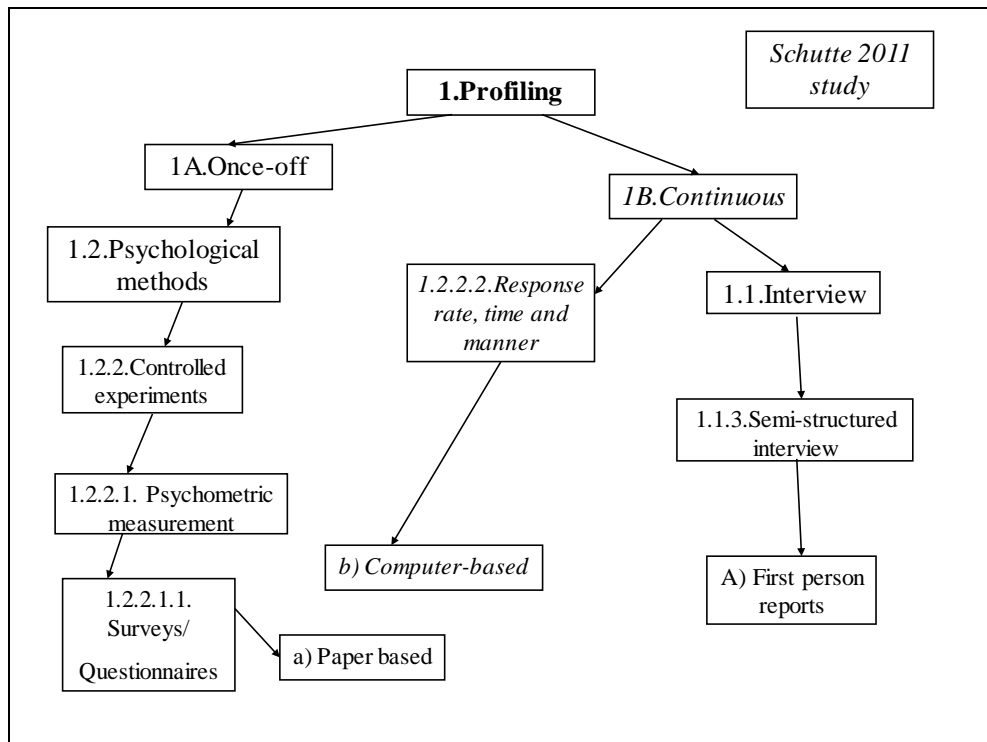 Schutte 2011
study
1.Profiling
1A.Once-off
1B.Continuous
1.2.Psychological
methods
1.2.2.2.Response
rate, time and
manner
1.1.Interview
1.2.2.Controlled
experiments
1.1.3.Semi-structured
interview
1.2.2.1. Psychometric
measurement
b) Computer-based
A) First person
reports
1.2.2.1.1.
Surveys/
Questionnaires
a) Paper based